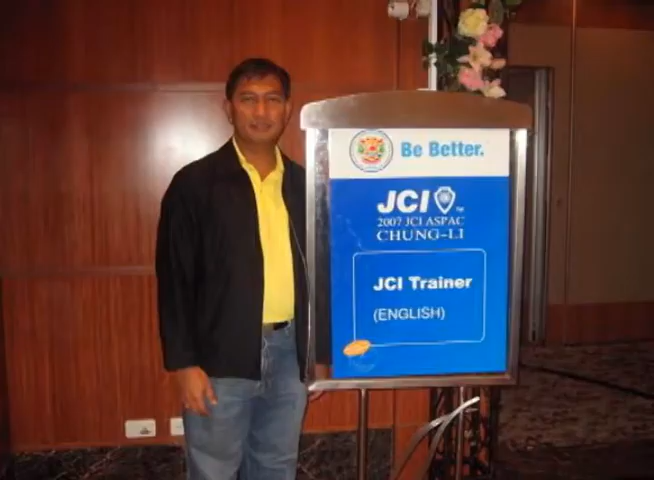 Be Better.
JCI
2007 JCI ASPAC
CHUNG-LI
JCI Trainer
(ENGLISH)